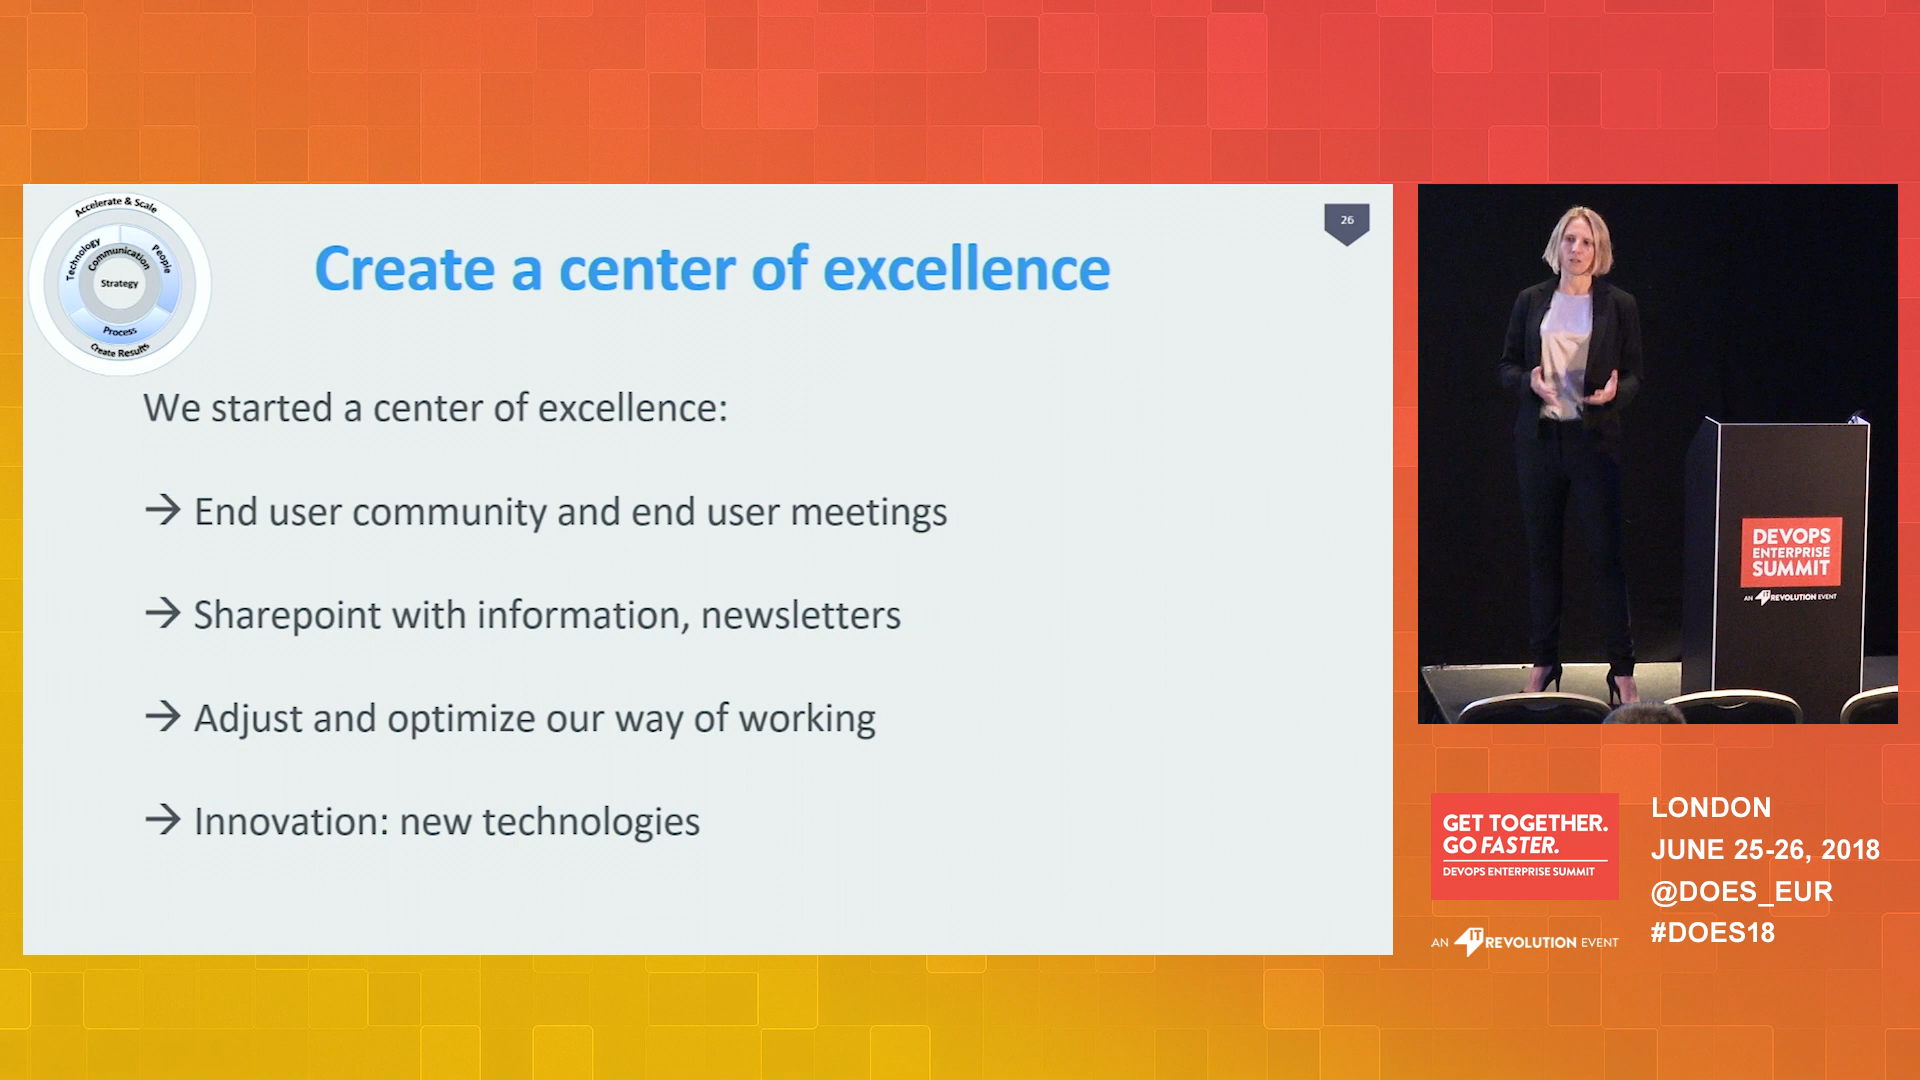 Accelerate & Scale
Technology
People
Communication
Strategy
Process
Create Results
26
Create a center of excellence
We started a center of excellence:
→ End user community and end user meetings
→ Sharepoint with information, newsletters
→ Adjust and optimize our way of working
→ Innovation: new technologies
DEVOPS
ENTERPRISE
SUMMIT
AN IT REVOLUTION EVENT
GET TOGETHER.
GO FASTER.
DEVOPS ENTERPRISE SUMMIT
AN IT REVOLUTION EVENT
LONDON
JUNE 25-26, 2018
@DOES_EUR
#DOES18